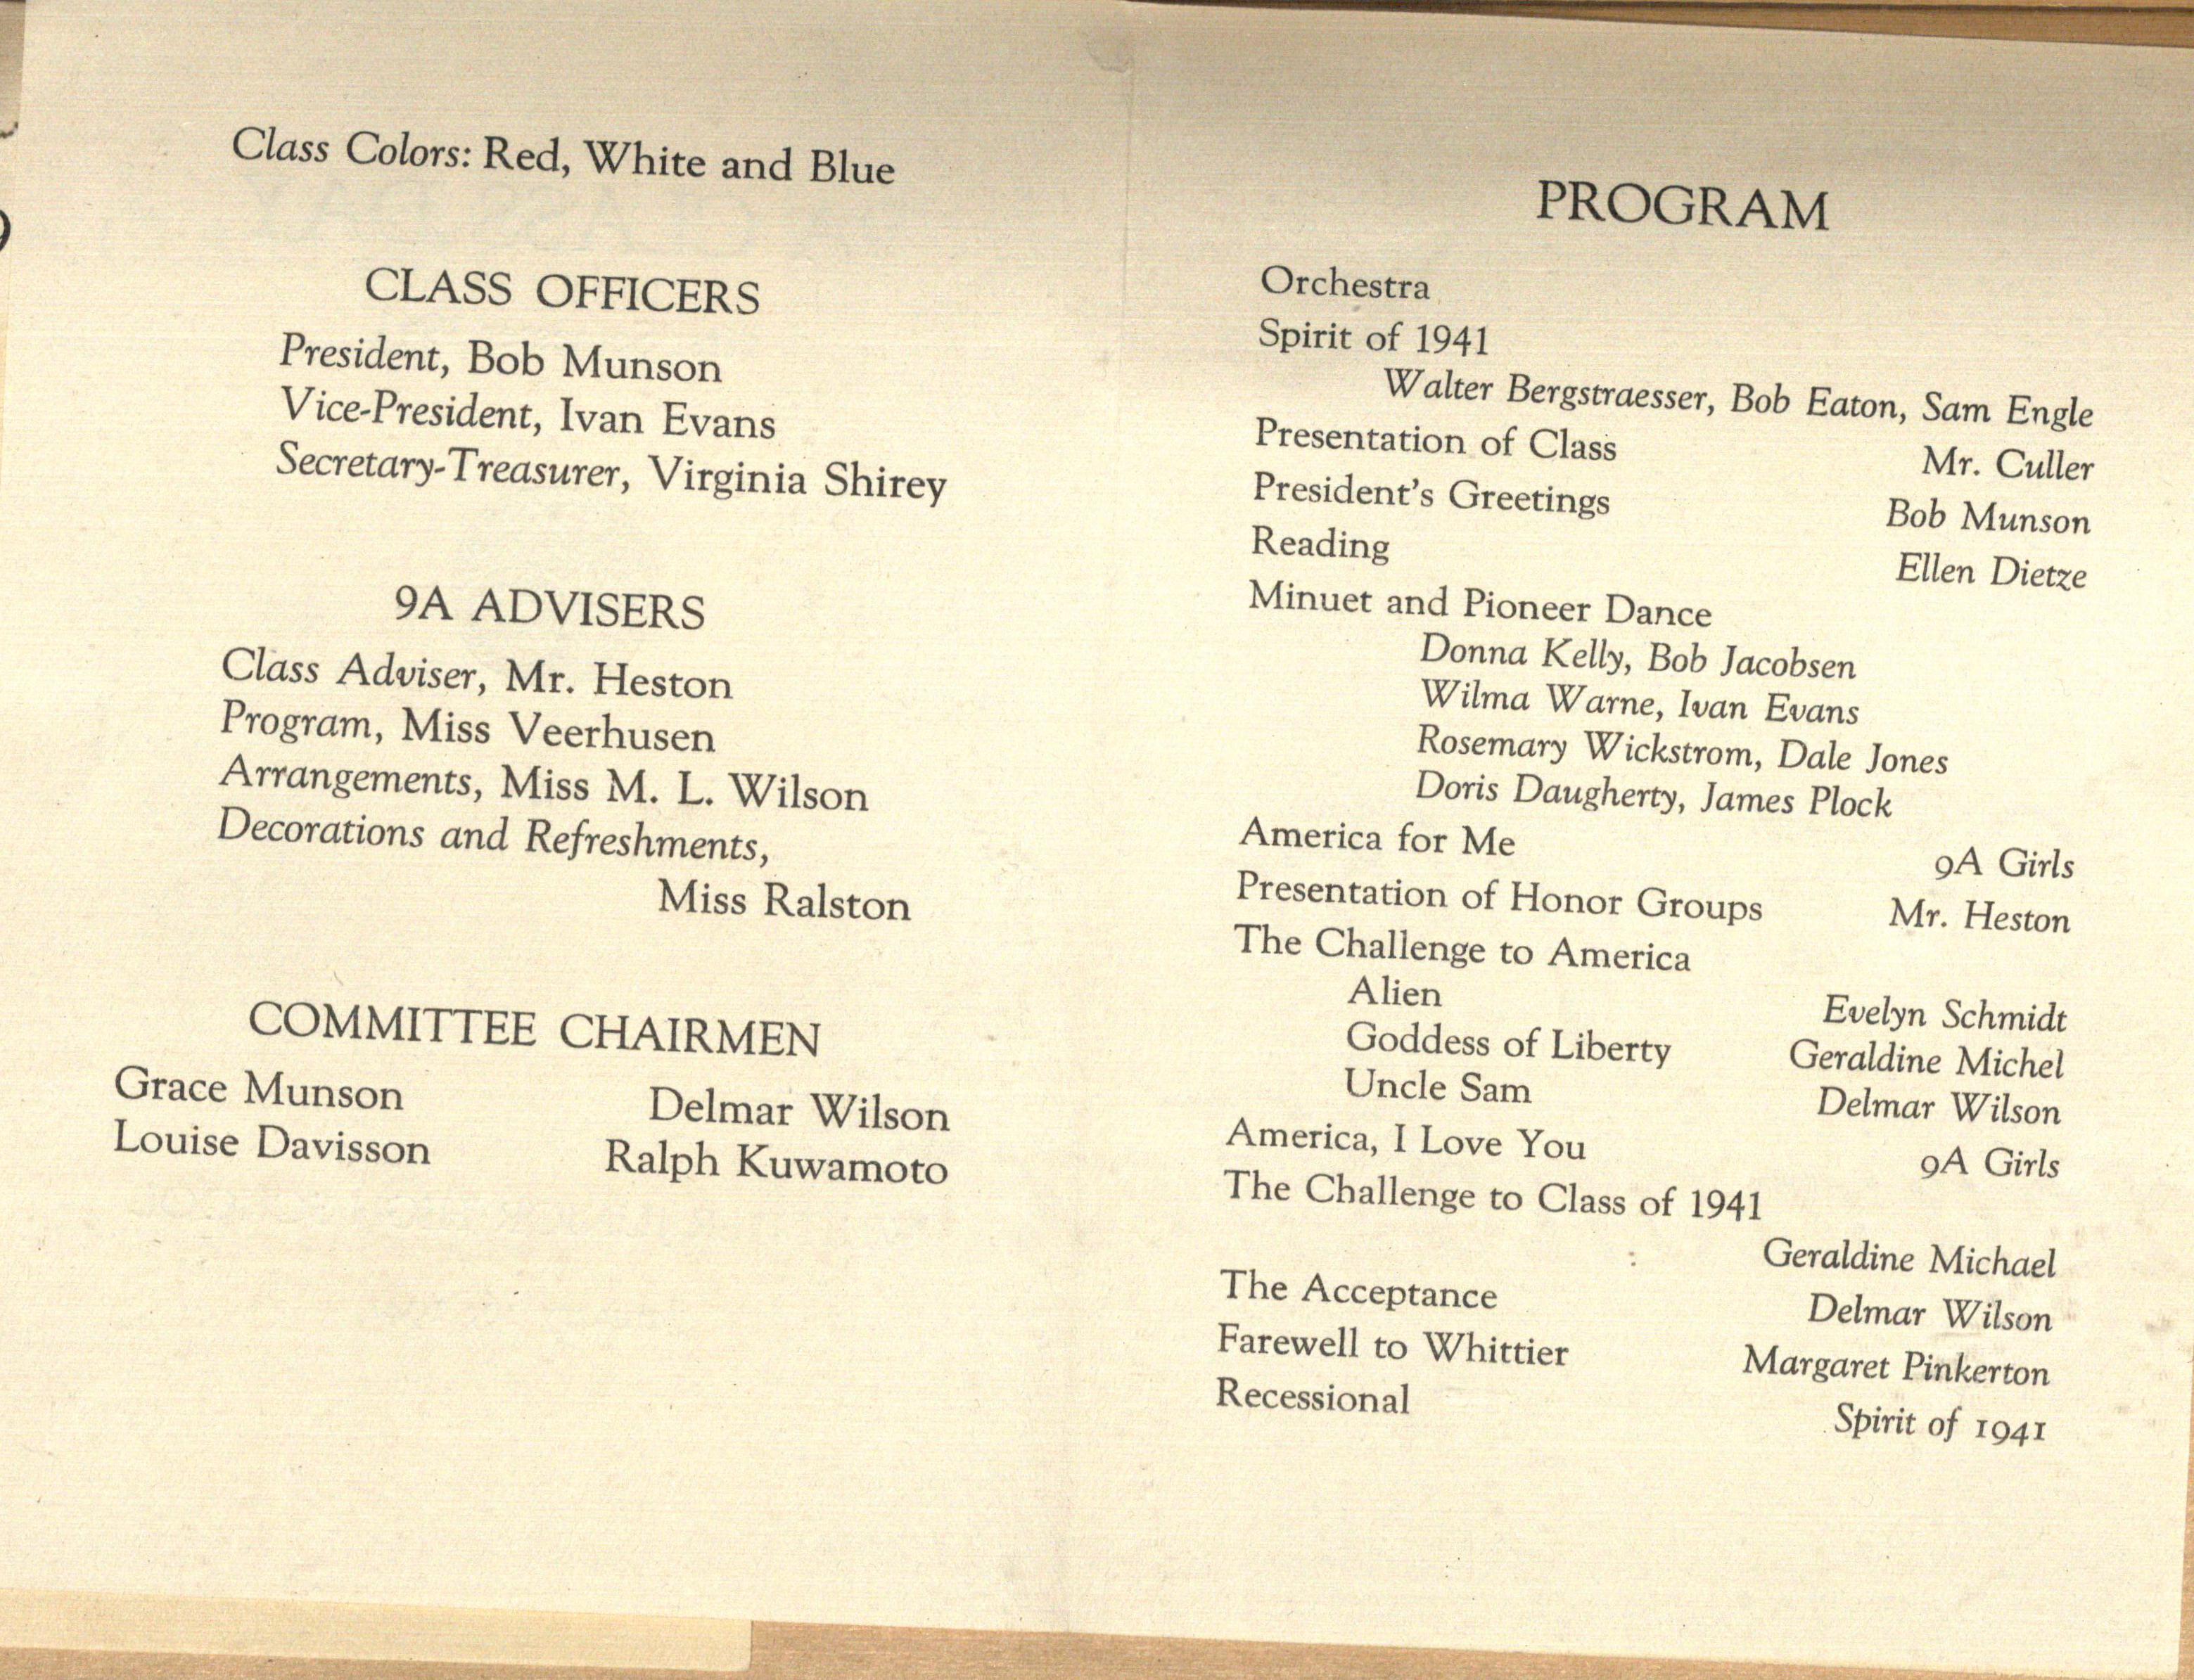 Class Colors: Red, White and Blue
CLASS OFFICERS
President, Bob Munson
Vice-President, Ivan Evans
Secretary-Treasurer, Virginia Shirey
9A ADVISERS
Class Adviser, Mr. Heston
Program, Miss Veerhusen
Arrangements, Miss M. L. Wilson
Decorations and Refreshments,
Miss Ralston
COMMITTEE CHAIRMEN
Grace Munson Delmar Wilson
Louise Davisson Ralph Kuwamoto
PROGRAM
Orchestra
Spirit of 1941
Walter Bergstraesser, Bob Eaton, Sam Engle
Presentation of Class Mr. Culler
President's Greetings Bob Munson
Reading Ellen Dietze
Minuet and Pioneer Dance
Donna Kelly, Bob Jacobsen
Wilma Warne, Ivan Evans
Rosemary Wickstrom, Dale Jones
Doris Daugherty, James Plock
America for Me 9A Girls
Presentation of Honor Groups Mr. Heston
The Challenge to America
Alien Evelyn Schmidt
Goddess of Liberty Geraldine Michel
Uncle Sam Delmar Wilson
America, I Love You 9A Girls
The Challenge to Class of 1941
Geraldine Michael
The Acceptance Delmar Wilson
Farewell to Whittier Margaret Pinkerton
Recessional Spirit of 1941